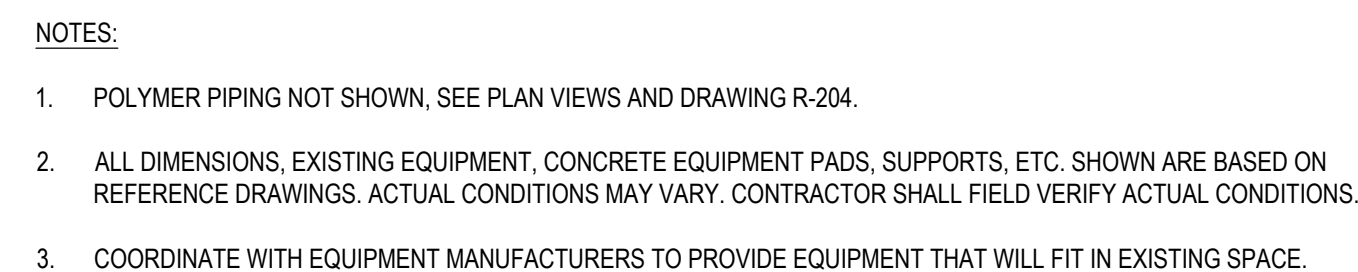 NOTES:
1. POLYMER PIPING NOT SHOWN, SEE PLAN VIEWS AND DRAWING R-204.
2. ALL DIMENSIONS, EXISTING EQUIPMENT, CONCRETE EQUIPMENT PADS, SUPPORTS, ETC. SHOWN ARE BASED ON
REFERENCE DRAWINGS. ACTUAL CONDITIONS MAY VARY. CONTRACTOR SHALL FIELD VERIFY ACTUAL CONDITIONS.
3. COORDINATE WITH EQUIPMENT MANUFACTURERS TO PROVIDE EQUIPMENT THAT WILL FIT IN EXISTING SPACE.